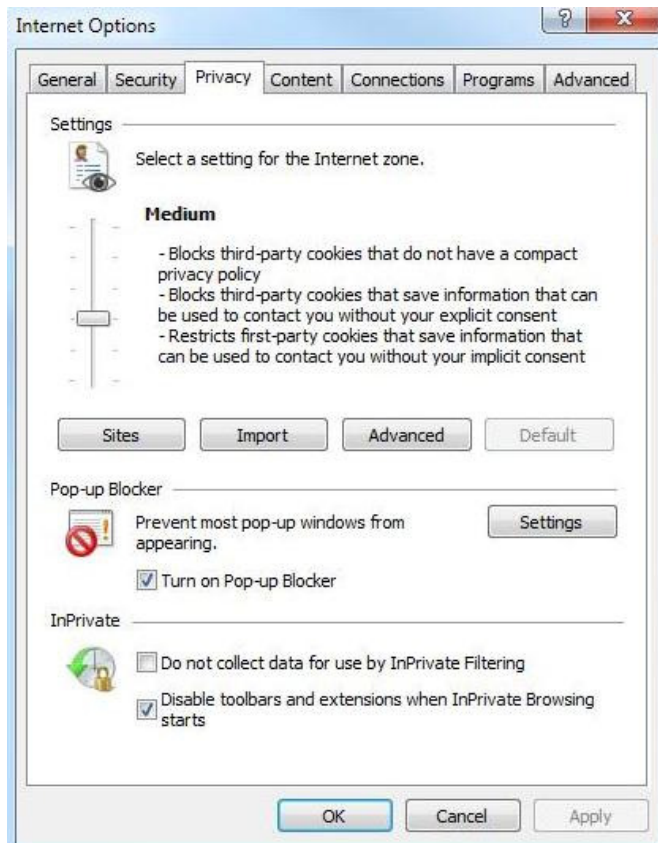 Internet Options
General Security Privacy Content Connections Programs Advanced
Settings
Select a setting for the Internet zone.
Medium
- Blocks third-party cookies that do not have a compact
privacy policy
- Blocks third-party cookies that save information that can
be used to contact you without your explicit consent
- Restricts first-party cookies that save information that
can be used to contact you without your implicit consent
Sites Import Advanced Default
Pop-up Blocker
Prevent most pop-up windows from
appearing.
Settings
Turn on Pop-up Blocker
InPrivate
Do not collect data for use by InPrivate Filtering
Disable toolbars and extensions when InPrivate Browsing
starts
OK Cancel Apply